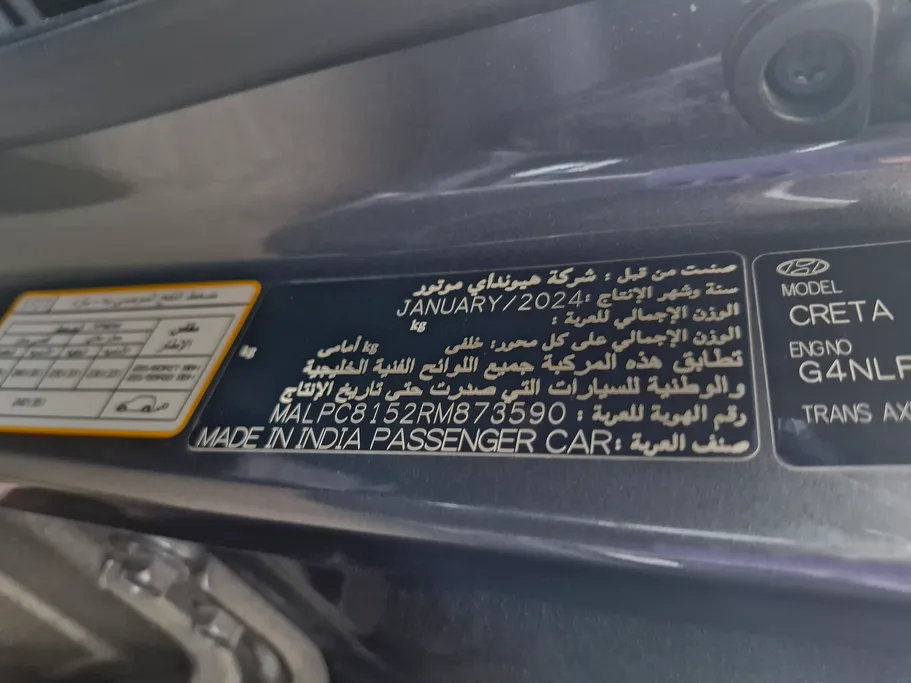 صنعت من قبل : شركة هيونداي موتور
سنة وشهر الإنتاج : JANUARY/2024
الوزن الإجمالي للعربة : kg
الوزن الإجمالي على كل محور: خلفى kg أمامى kg
تطابق هذه المركبة جميع اللوائح الفنية الخليجية
والوطنية للسيارات التي صدرت حتى تاريخ الإنتاج
رقم الهوية للعربة : MALPC8152RM873590
صنف العربة : MADE IN INDIA PASSENGER CAR
MODEL
CRETA
ENG NO
G4NLF
TRANS AX